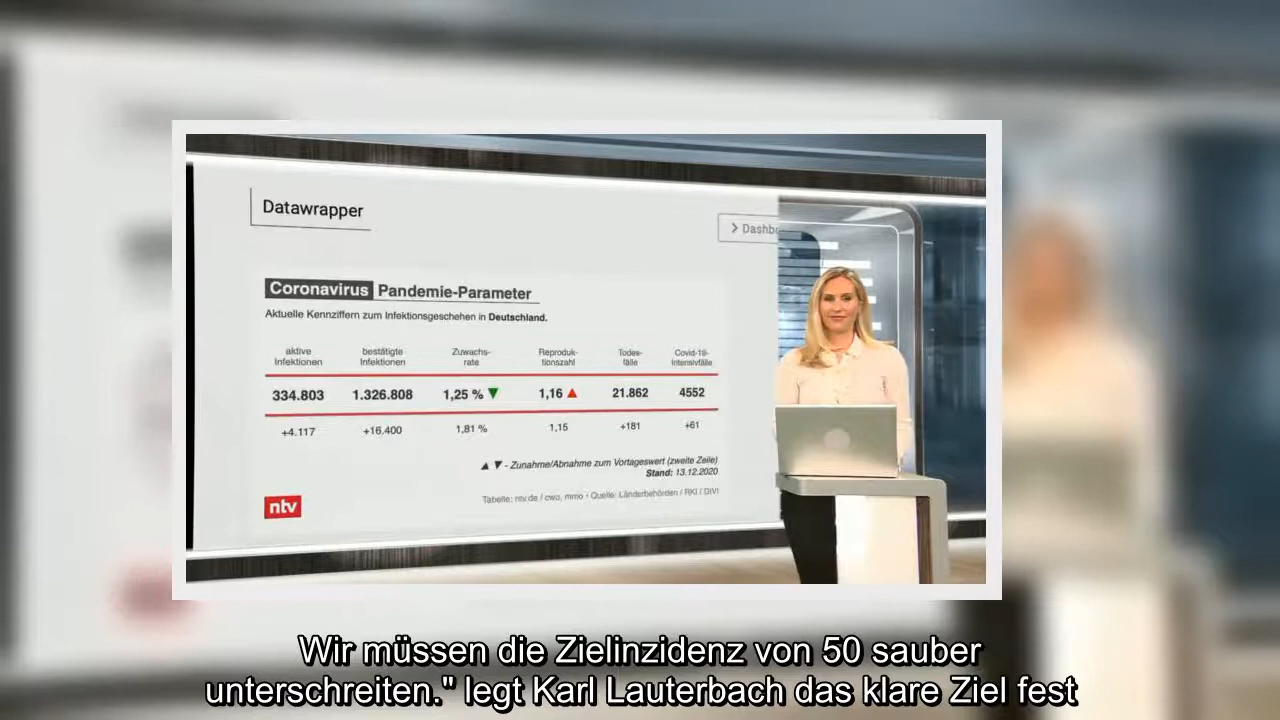 Datawrapper
Dashb
Coronavirus Pandemie-Parameter
Aktuelle Kennziffern zum Infektionsgeschehen in Deutschland.
aktive Infektionen
bestätigte Infektionen
Zuwachs-rate
Reproduk-tionszahl
Todes-fälle
Covid-19-Intensivfälle
334.803 1.326.808 1,25 % ▼ 1,16 ▲ 21.862 4552
+4.117 +16.400 1,81 % 1,15 +181 +61
▲ ▼ - Zunahme/Abnahme zum Vortageswert (zweite Zeile)
Stand: 13.12.2020
Tabelle: ntv.de / cwo, mmo • Quelle: Länderbehörden / RKI / DIVI
ntv
Wir müssen die Zielinzidenz von 50 sauber
unterschreiten." legt Karl Lauterbach das klare Ziel fest